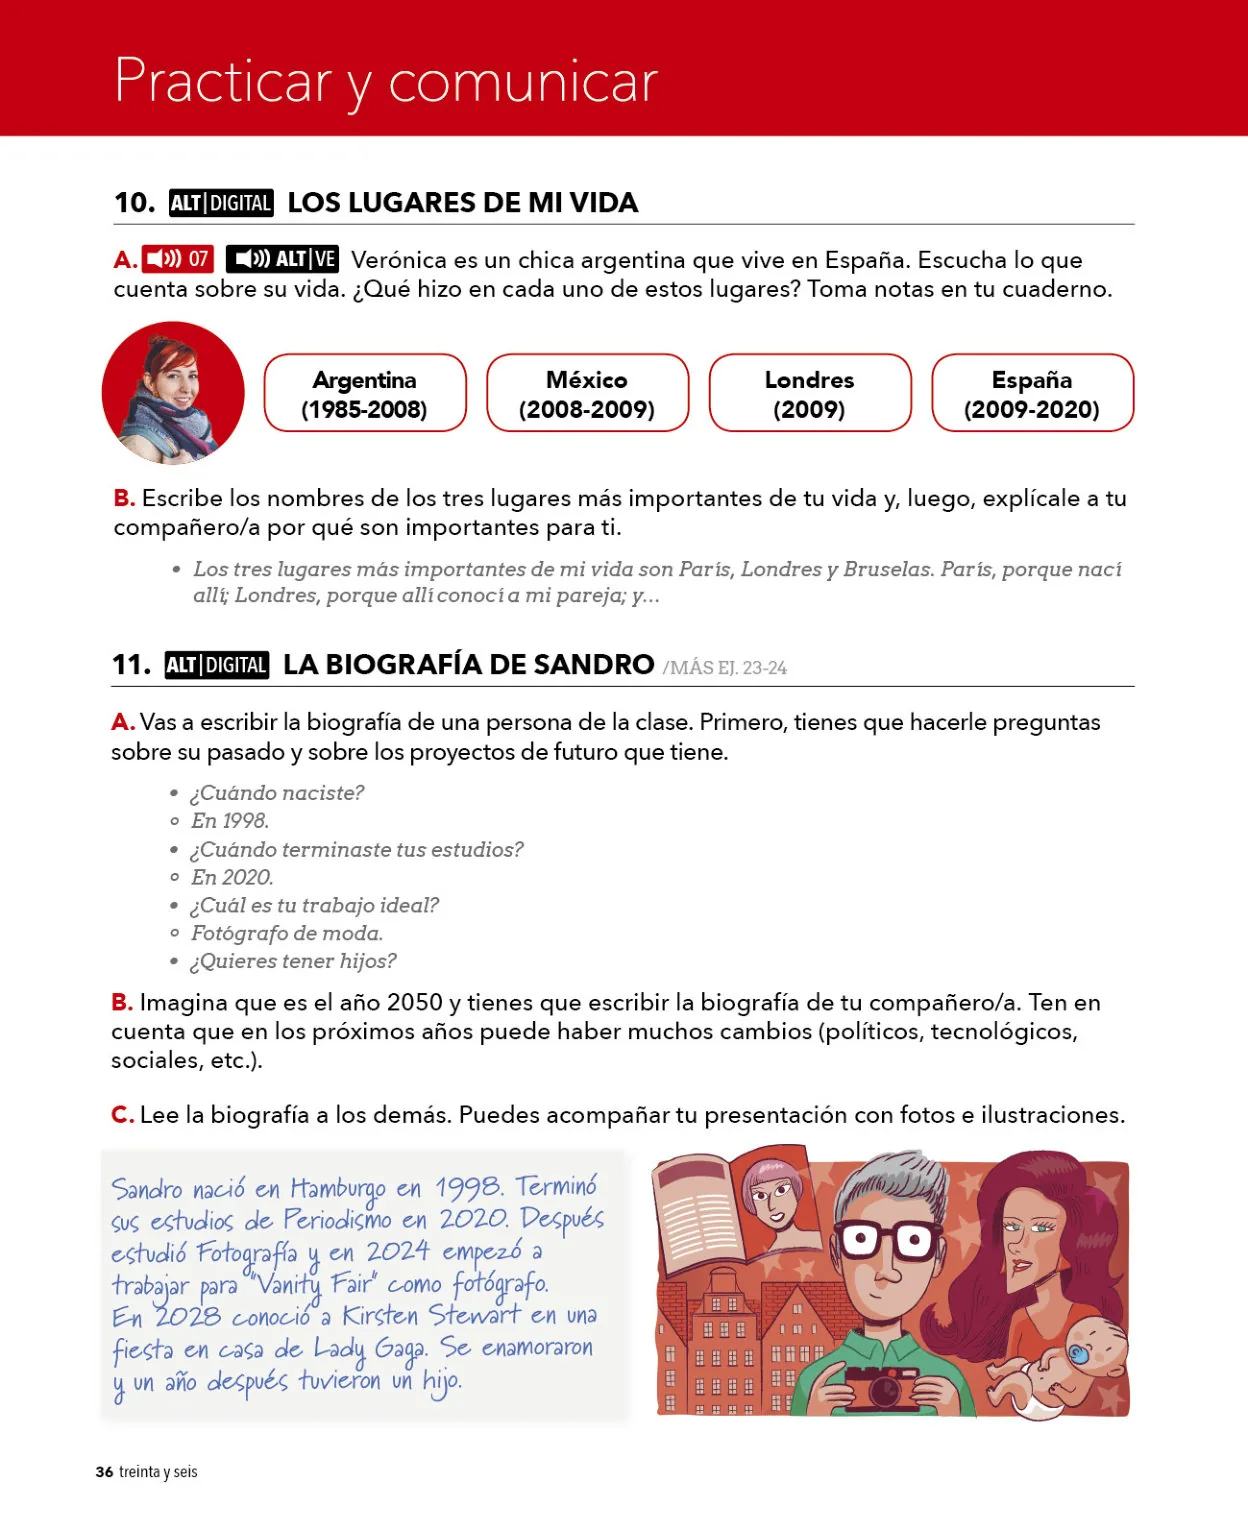 Practicar y comunicar
10. ALT|DIGITAL LOS LUGARES DE MI VIDA
A. 07 ALT|VE Verónica es un chica argentina que vive en España. Escucha lo que
cuenta sobre su vida. ¿Qué hizo en cada uno de estos lugares? Toma notas en tu cuaderno.
Argentina
(1985-2008)
México
(2008-2009)
Londres
(2009)
España
(2009-2020)
B. Escribe los nombres de los tres lugares más importantes de tu vida y, luego, explícale a tu
compañero/a por qué son importantes para ti.
• Los tres lugares más importantes de mi vida son París, Londres y Bruselas. París, porque nací
allí; Londres, porque allí conocí a mi pareja; y...
11. ALT|DIGITAL LA BIOGRAFÍA DE SANDRO /MÁS EJ. 23-24
A. Vas a escribir la biografía de una persona de la clase. Primero, tienes que hacerle preguntas
sobre su pasado y sobre los proyectos de futuro que tiene.
• ¿Cuándo naciste?
○ En 1998.
• ¿Cuándo terminaste tus estudios?
○ En 2020.
• ¿Cuál es tu trabajo ideal?
○ Fotógrafo de moda.
• ¿Quieres tener hijos?
B. Imagina que es el año 2050 y tienes que escribir la biografía de tu compañero/a. Ten en
cuenta que en los próximos años puede haber muchos cambios (políticos, tecnológicos,
sociales, etc.).
C. Lee la biografía a los demás. Puedes acompañar tu presentación con fotos e ilustraciones.
Sandro nació en Hamburgo en 1998. Terminó
sus estudios de Periodismo en 2020. Después
estudió Fotografía y en 2024 empezó a
trabajar para "Vanity Fair" como fotógrafo.
En 2028 conoció a Kirsten Stewart en una
fiesta en casa de Lady Gaga. Se enamoraron
y un año después tuvieron un hijo.
36 treinta y seis